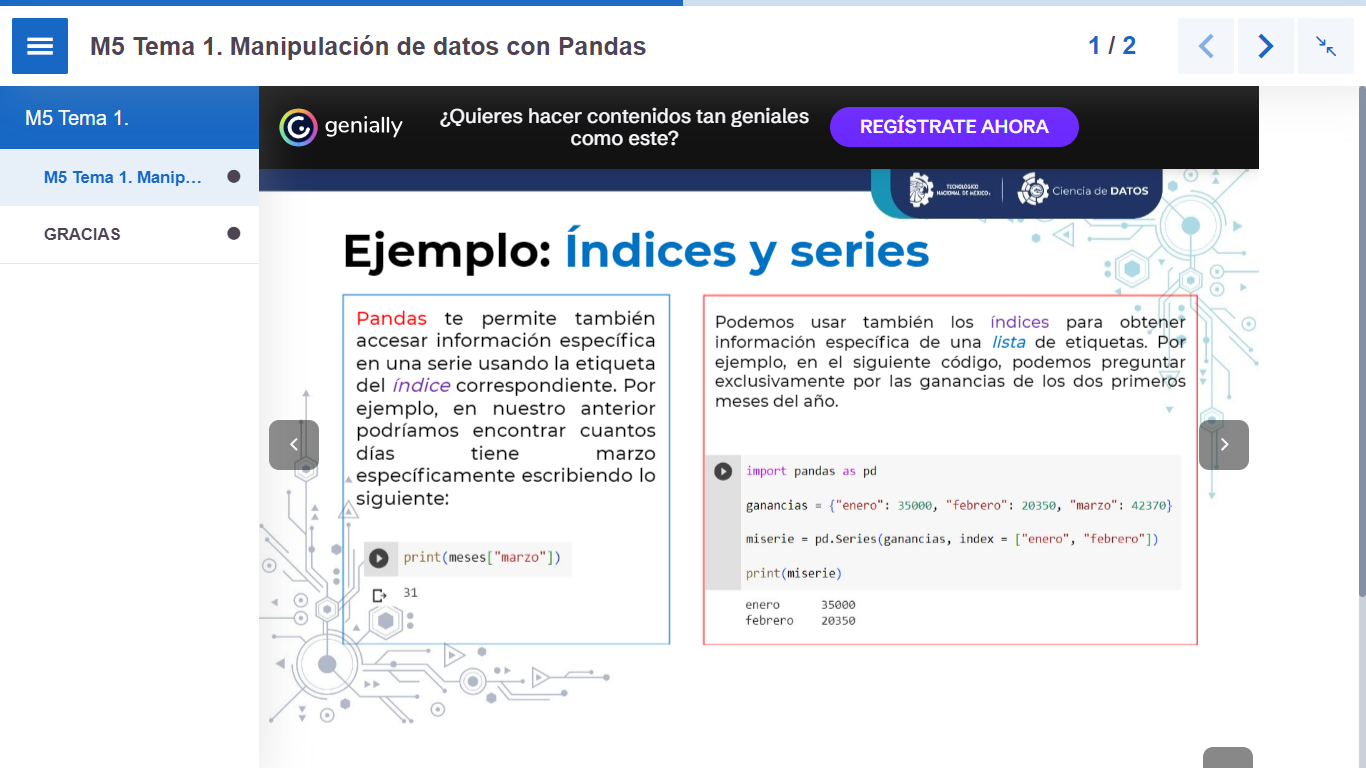 M5 Tema 1. Manipulación de datos con Pandas
1 / 2
M5 Tema 1.
M5 Tema 1. Manip...
GRACIAS
genially
¿Quieres hacer contenidos tan geniales
como este?
REGÍSTRATE AHORA
TECNOLÓGICO
NACIONAL DE MÉXICO
Ciencia de DATOS
Ejemplo: Índices y series
Pandas te permite también
accesar información específica
en una serie usando la etiqueta
del índice correspondiente. Por
ejemplo, en nuestro anterior
podríamos encontrar cuantos
días tiene marzo
específicamente escribiendo lo
siguiente:
print(meses["marzo"])
31
Podemos usar también los índices para obtener
información específica de una lista de etiquetas. Por
ejemplo, en el siguiente código, podemos preguntar
exclusivamente por las ganancias de los dos primeros
meses del año.
import pandas as pd
ganancias = {"enero": 35000, "febrero": 20350, "marzo": 42370}
miserie = pd.Series(ganancias, index = ["enero", "febrero"])
print(miserie)
enero 35000
febrero 20350